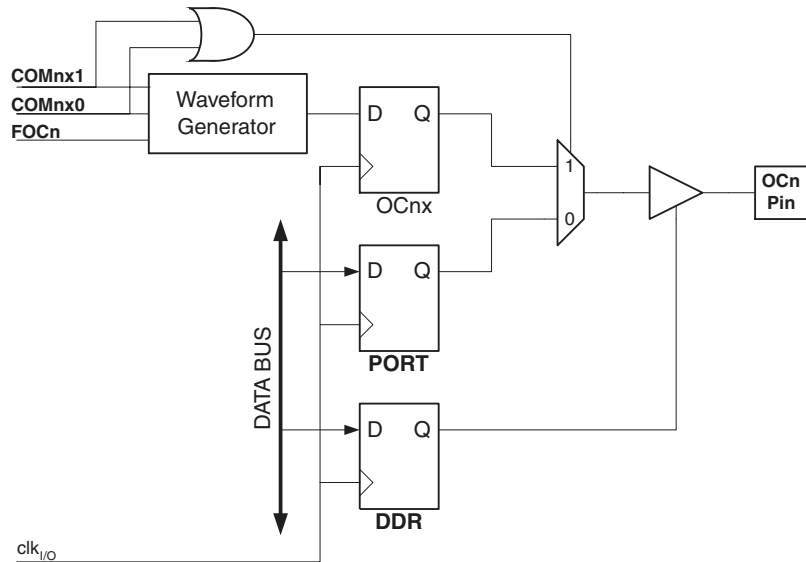 COMnx1
COMnx0
FOCn
Waveform
Generator
D Q
OCnx
1
0
OCn
Pin
D Q
PORT
DATA BUS
D Q
DDR
clkI/O